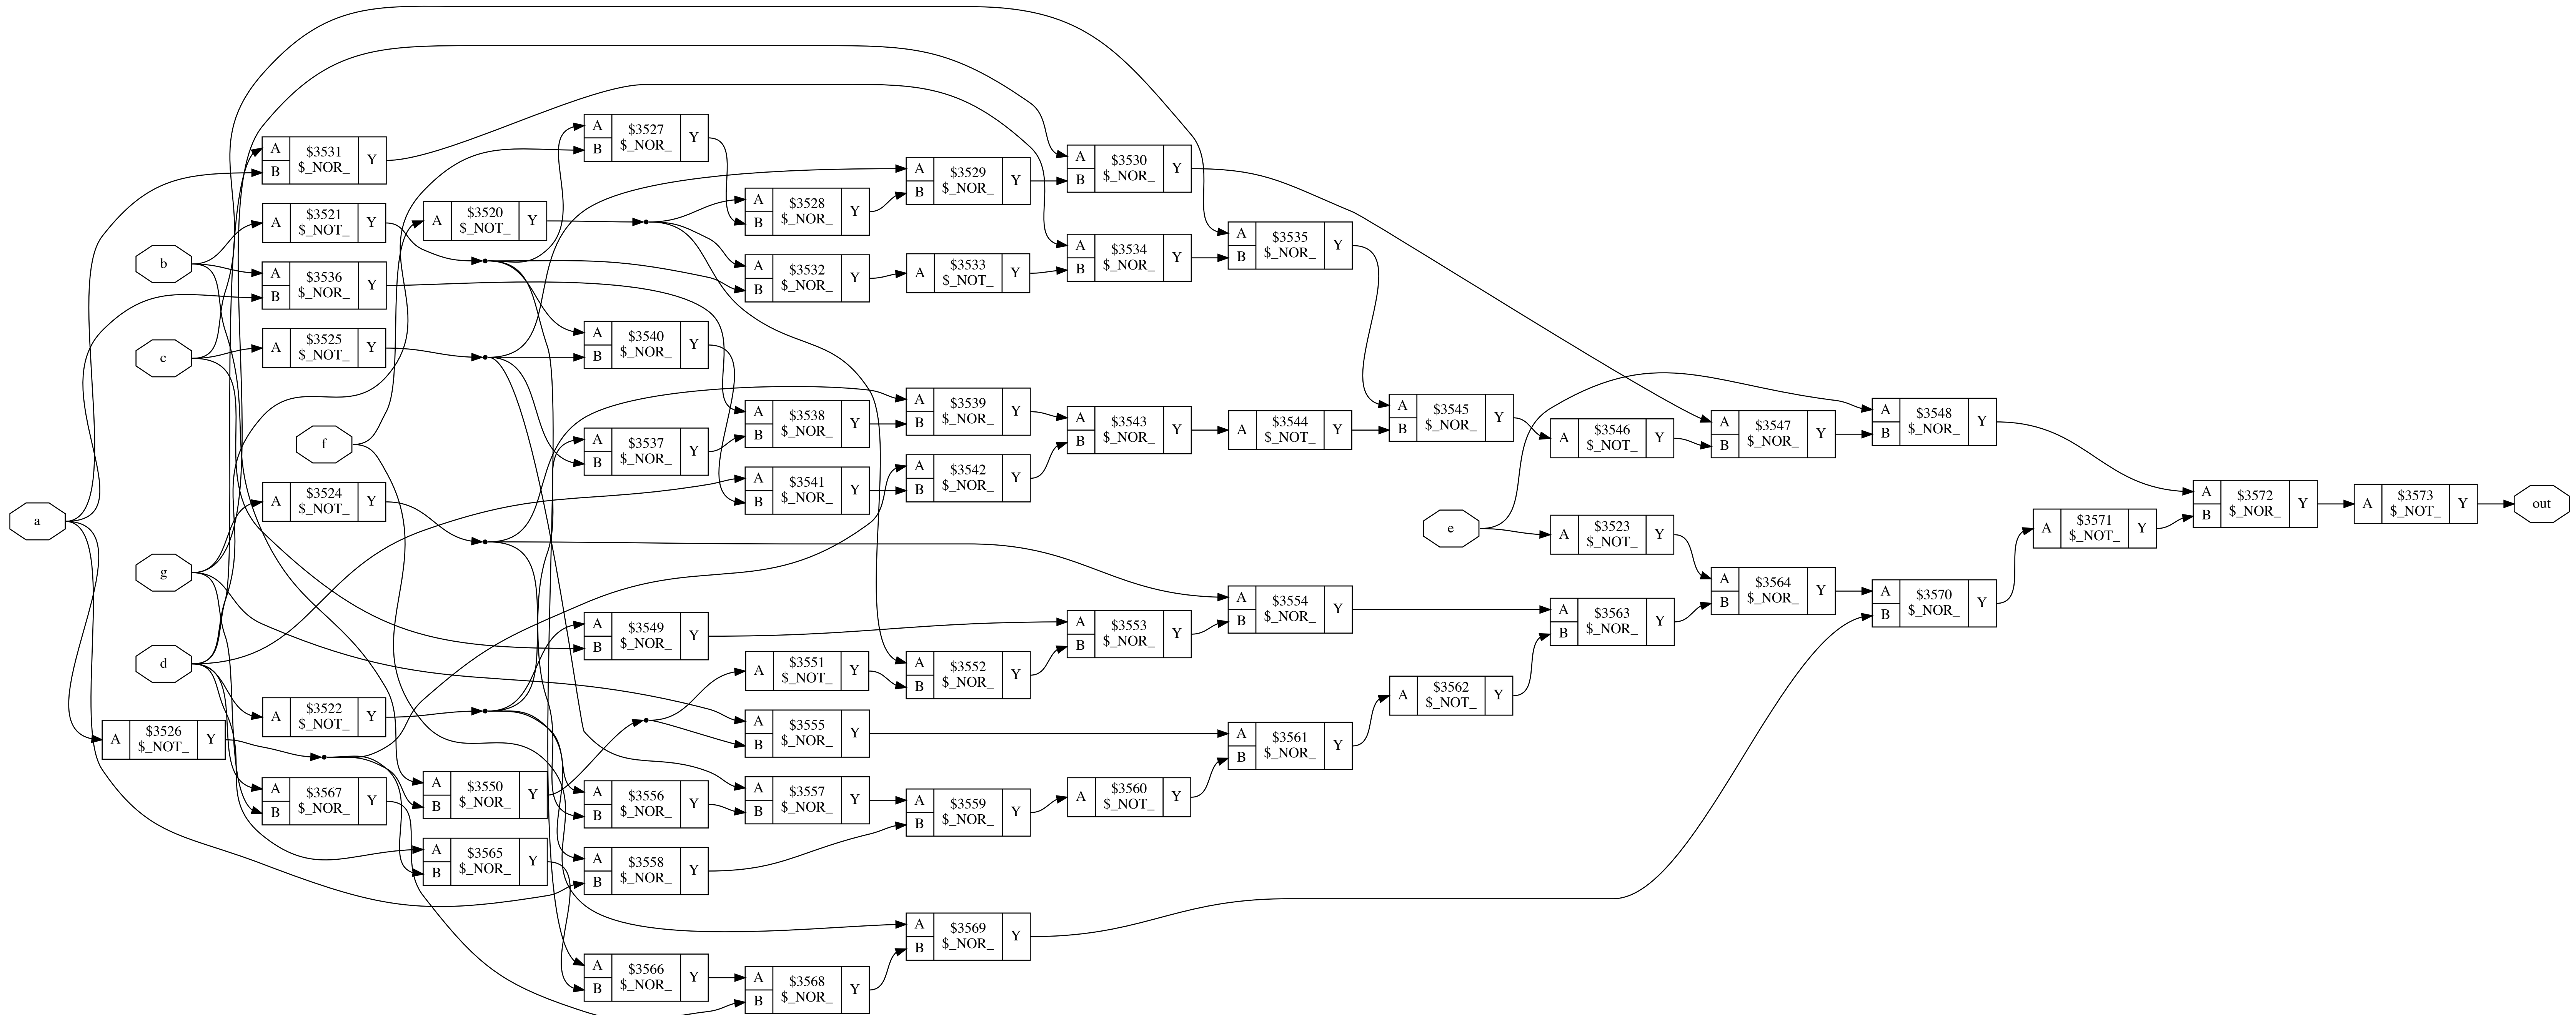 a
b
c
f
g
d
e
out
A
B
$3531
$_NOR_
Y
A
$3521
$_NOT_
Y
A
B
$3536
$_NOR_
Y
A
$3525
$_NOT_
Y
A
$3524
$_NOT_
Y
A
$3522
$_NOT_
Y
A
$3526
$_NOT_
Y
A
B
$3567
$_NOR_
Y
A
$3520
$_NOT_
Y
A
B
$3550
$_NOR_
Y
A
B
$3565
$_NOR_
Y
A
B
$3527
$_NOR_
Y
A
B
$3540
$_NOR_
Y
A
B
$3537
$_NOR_
Y
A
B
$3549
$_NOR_
Y
A
B
$3556
$_NOR_
Y
A
B
$3558
$_NOR_
Y
A
B
$3566
$_NOR_
Y
A
B
$3528
$_NOR_
Y
A
B
$3532
$_NOR_
Y
A
B
$3538
$_NOR_
Y
A
B
$3541
$_NOR_
Y
A
$3551
$_NOT_
Y
A
B
$3555
$_NOR_
Y
A
B
$3557
$_NOR_
Y
A
B
$3568
$_NOR_
Y
A
B
$3529
$_NOR_
Y
A
$3533
$_NOT_
Y
A
B
$3539
$_NOR_
Y
A
B
$3542
$_NOR_
Y
A
B
$3552
$_NOR_
Y
A
B
$3559
$_NOR_
Y
A
B
$3569
$_NOR_
Y
A
B
$3530
$_NOR_
Y
A
B
$3534
$_NOR_
Y
A
B
$3543
$_NOR_
Y
A
B
$3553
$_NOR_
Y
A
$3560
$_NOT_
Y
A
B
$3535
$_NOR_
Y
A
$3544
$_NOT_
Y
A
B
$3554
$_NOR_
Y
A
B
$3561
$_NOR_
Y
A
B
$3545
$_NOR_
Y
A
$3562
$_NOT_
Y
A
$3546
$_NOT_
Y
A
$3523
$_NOT_
Y
A
B
$3563
$_NOR_
Y
A
B
$3547
$_NOR_
Y
A
B
$3564
$_NOR_
Y
A
B
$3548
$_NOR_
Y
A
B
$3570
$_NOR_
Y
A
$3571
$_NOT_
Y
A
B
$3572
$_NOR_
Y
A
$3573
$_NOT_
Y